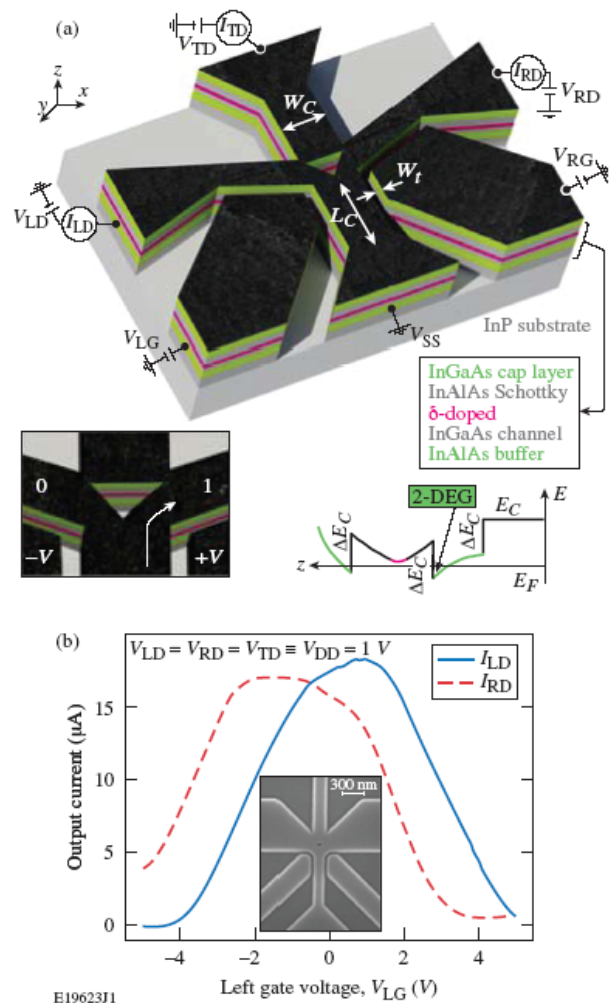 (a)
V_TD
I_TD
I_RD
V_RD
z
x
y
W_C
W_t
L_C
V_RG
V_LD
I_LD
V_LG
V_SS
InP substrate
InGaAs cap layer
InAlAs Schottky
δ-doped
InGaAs channel
InAlAs buffer
0
1
–V
+V
2-DEG
E
E_C
ΔE_C
ΔE_C
ΔE_C
z
E_F
(b)
V_LD = V_RD = V_TD ≡ V_DD = 1 V
I_LD
I_RD
15
10
5
0
Output current (μA)
300 nm
–4
–2
0
2
4
Left gate voltage, V_LG (V)
E19623J1